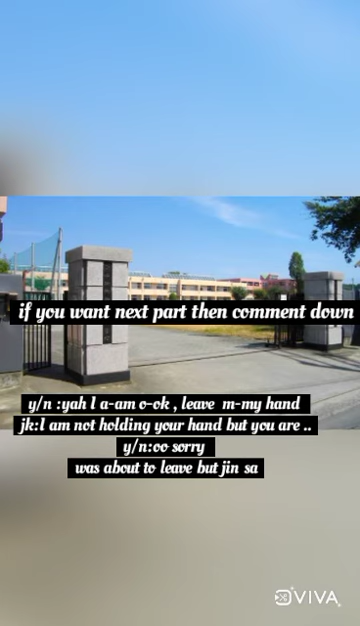 if you want next part then comment down
y/n :yah I a-am o-ok , leave m-my hand
jk:I am not holding your hand but you are ..
y/n:oo sorry
was about to leave but jin sa
VIVA